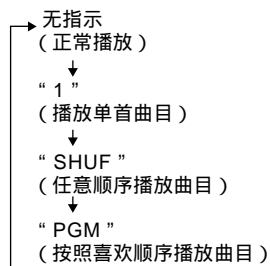 无指示
（正常播放）
“ 1 ”
（播放单首曲目）
“ SHUF ”
（任意顺序播放曲目）
“ PGM ”
（按照喜欢顺序播放曲目）